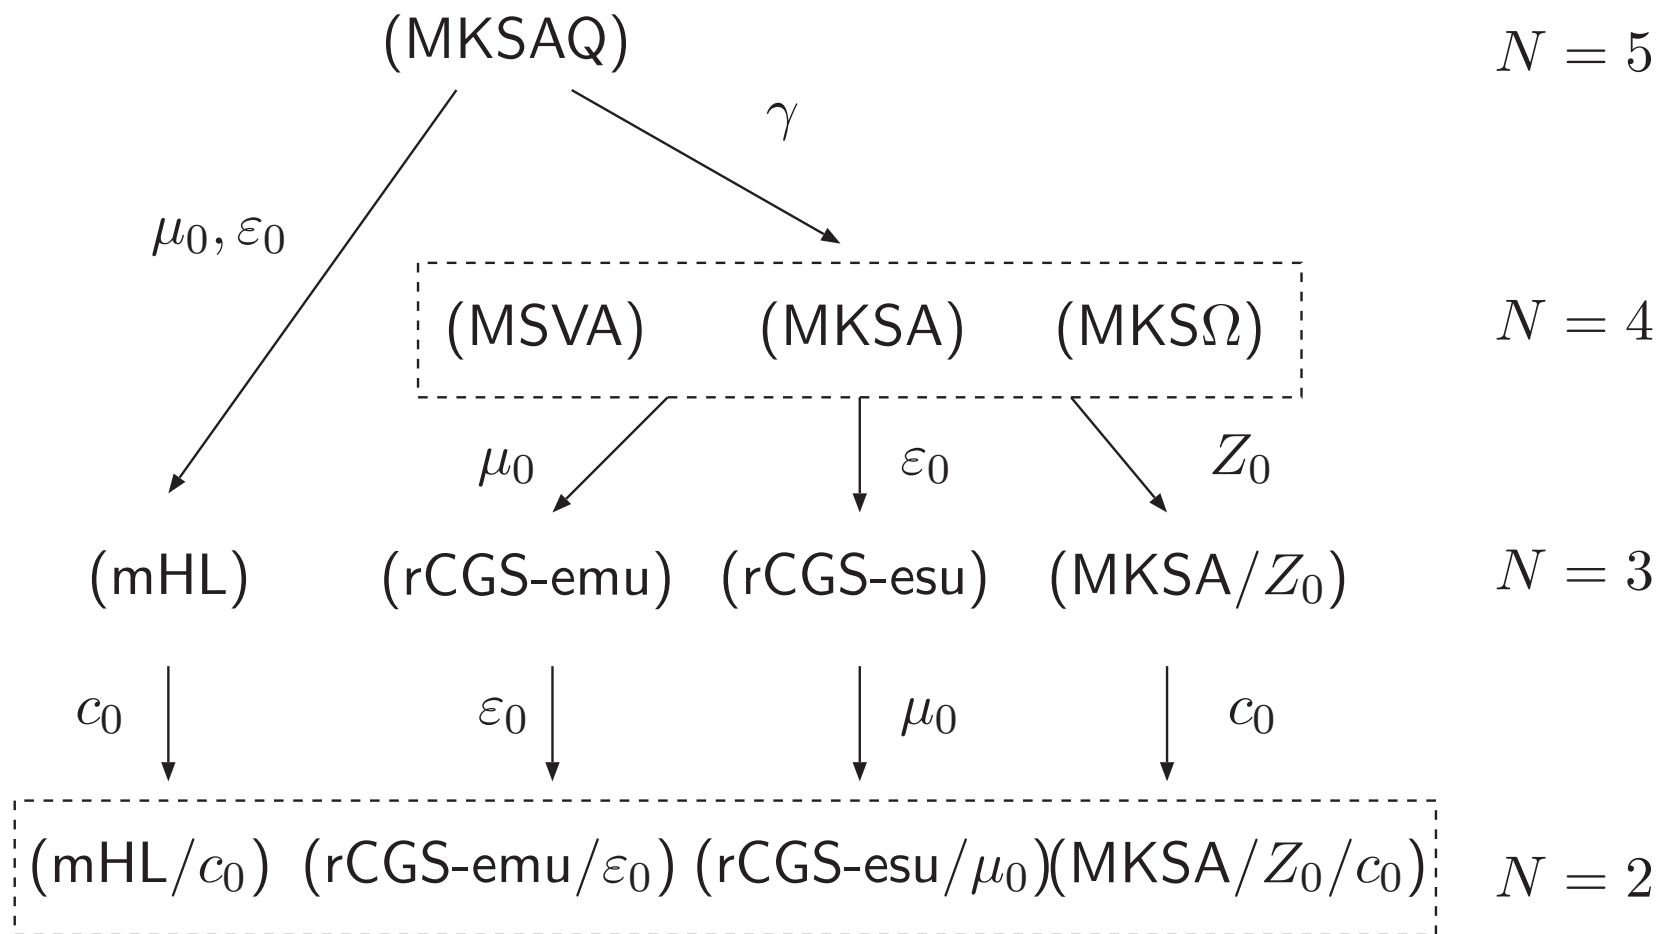 (MKSAQ) N = 5
γ
μ₀, ε₀
(MSVA) (MKSA) (MKSΩ) N = 4
μ₀ ε₀ Z₀
(mHL) (rCGS-emu) (rCGS-esu) (MKSA/Z₀) N = 3
c₀ ε₀ μ₀ c₀
(mHL/c₀) (rCGS-emu/ε₀) (rCGS-esu/μ₀) (MKSA/Z₀/c₀) N = 2